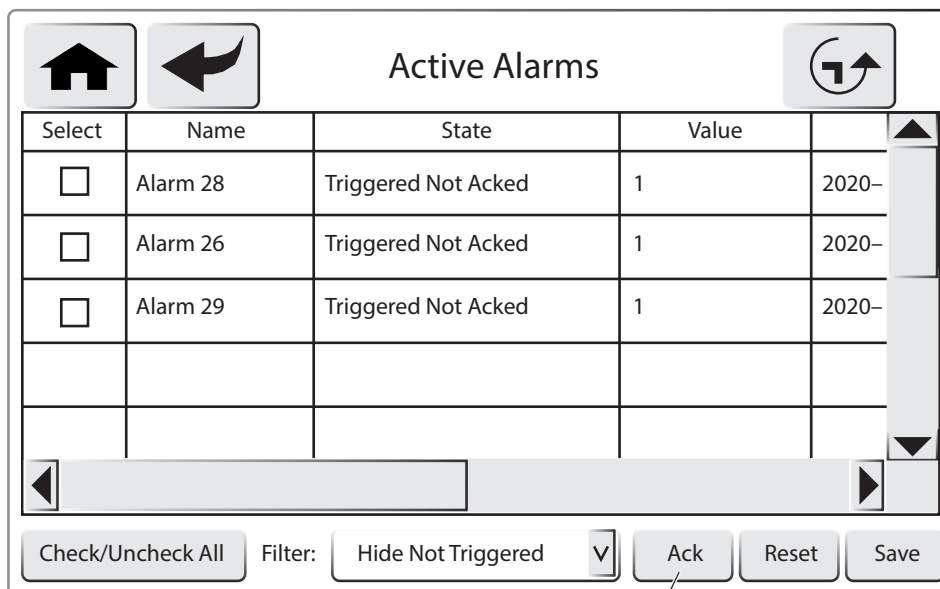 Active Alarms
Select Name State Value
Alarm 28 Triggered Not Acked 1 2020–
Alarm 26 Triggered Not Acked 1 2020–
Alarm 29 Triggered Not Acked 1 2020–
Check/Uncheck All Filter: Hide Not Triggered V Ack Reset Save